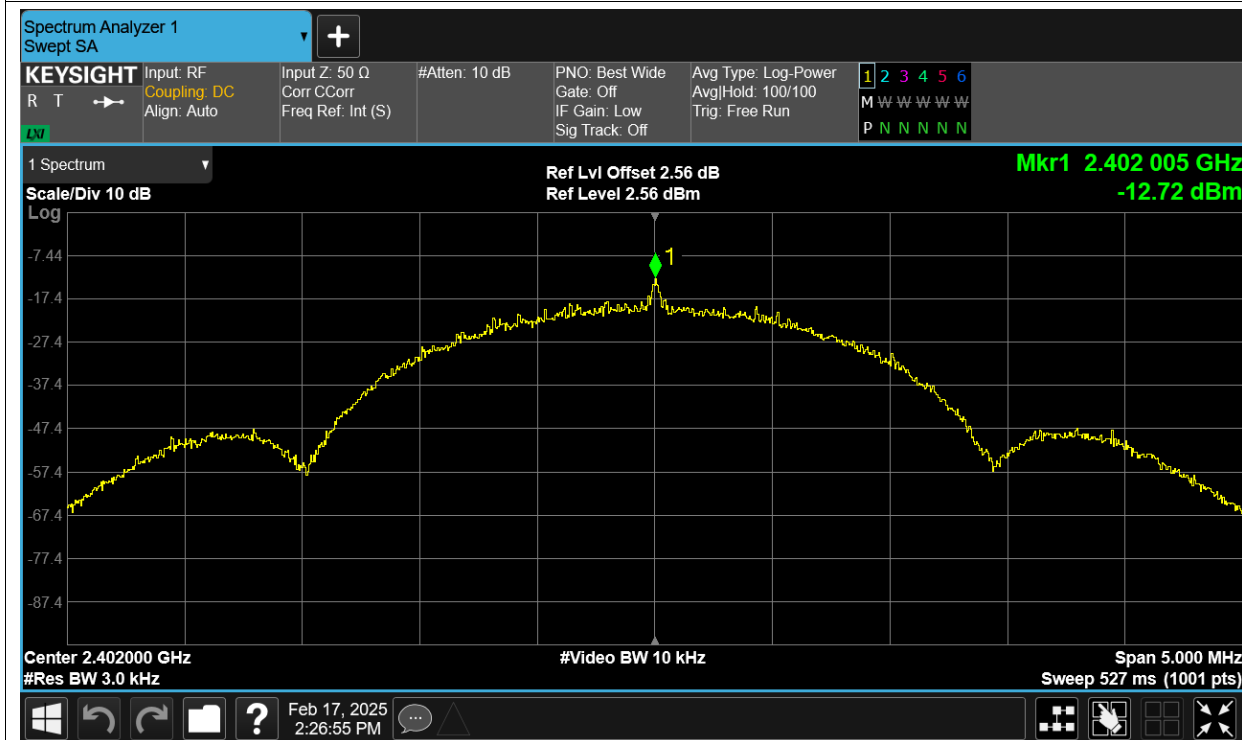 Spectrum Analyzer 1
Swept SA
+
KEYSIGHT
R T
LXI
Input: RF
Coupling: DC
Align: Auto
Input Z: 50 Ω
Corr CCorr
Freq Ref: Int (S)
#Atten: 10 dB
PNO: Best Wide
Gate: Off
IF Gain: Low
Sig Track: Off
Avg Type: Log-Power
Avg|Hold: 100/100
Trig: Free Run
1 2 3 4 5 6
M W W W W W
P N N N N N
1 Spectrum
Scale/Div 10 dB
Ref Lvl Offset 2.56 dB
Ref Level 2.56 dBm
Mkr1 2.402 005 GHz
-12.72 dBm
Log
1
-7.44
-17.4
-27.4
-37.4
-47.4
-57.4
-67.4
-77.4
-87.4
Center 2.402000 GHz
#Res BW 3.0 kHz
#Video BW 10 kHz
Span 5.000 MHz
Sweep 527 ms (1001 pts)
?
Feb 17, 2025
2:26:55 PM